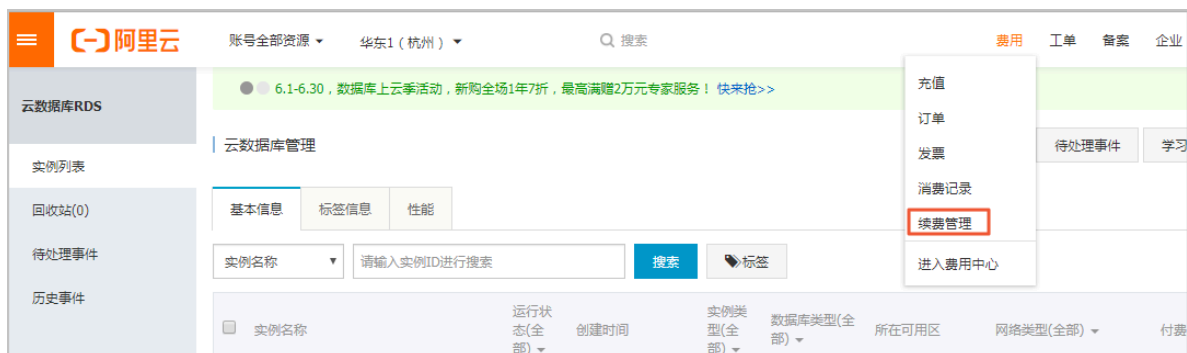 阿里云 账号全部资源 华东1（杭州） 搜索 费用 工单 备案 企业
6.1-6.30，数据库上云季活动，新购全场1年7折，最高满赠2万元专家服务！ 快来抢>>
云数据库RDS
充值
订单
发票
消费记录
续费管理
进入费用中心
云数据库管理 待处理事件 学习
实例列表
回收站(0)
待处理事件
历史事件
基本信息 标签信息 性能
实例名称 请输入实例ID进行搜索 搜索 标签
实例名称
运行状
态(全
部)
创建时间
实例类
型(全
部)
数据库类型(全
部)
所在可用区
网络类型(全部)
付费